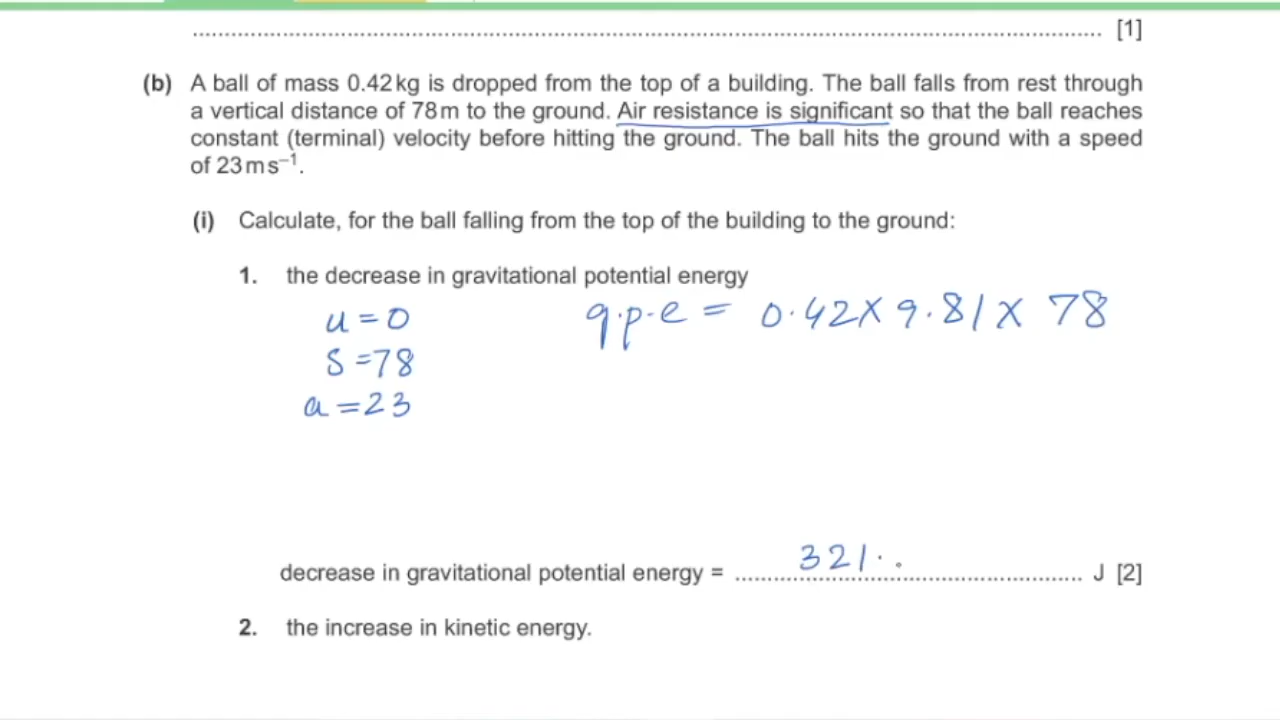 [1]
(b) A ball of mass 0.42 kg is dropped from the top of a building. The ball falls from rest through
a vertical distance of 78 m to the ground. Air resistance is significant so that the ball reaches
constant (terminal) velocity before hitting the ground. The ball hits the ground with a speed
of 23 m s⁻¹.
(i) Calculate, for the ball falling from the top of the building to the ground:
1. the decrease in gravitational potential energy
u = 0
s = 78
a = 23
g.p.e = 0.42 x 9.81 x 78
decrease in gravitational potential energy = 321. . J [2]
2. the increase in kinetic energy.